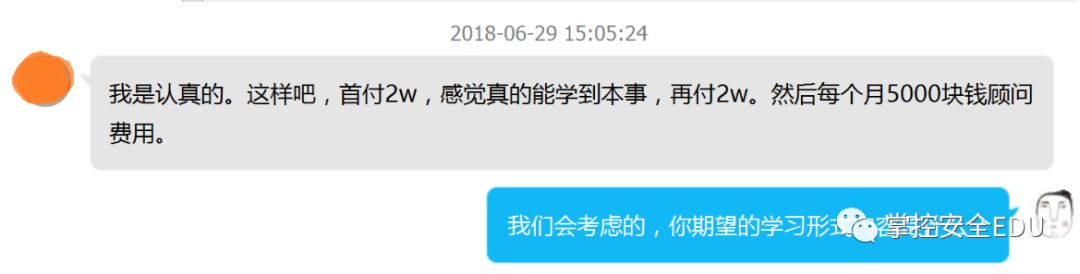 2018-06-29 15:05:24
我是认真的。这样吧，首付2w，感觉真的能学到本事，再付2w。然后每个月5000块钱顾问
费用。
我们会考虑的，你期望的学习形式
掌控安全EDU